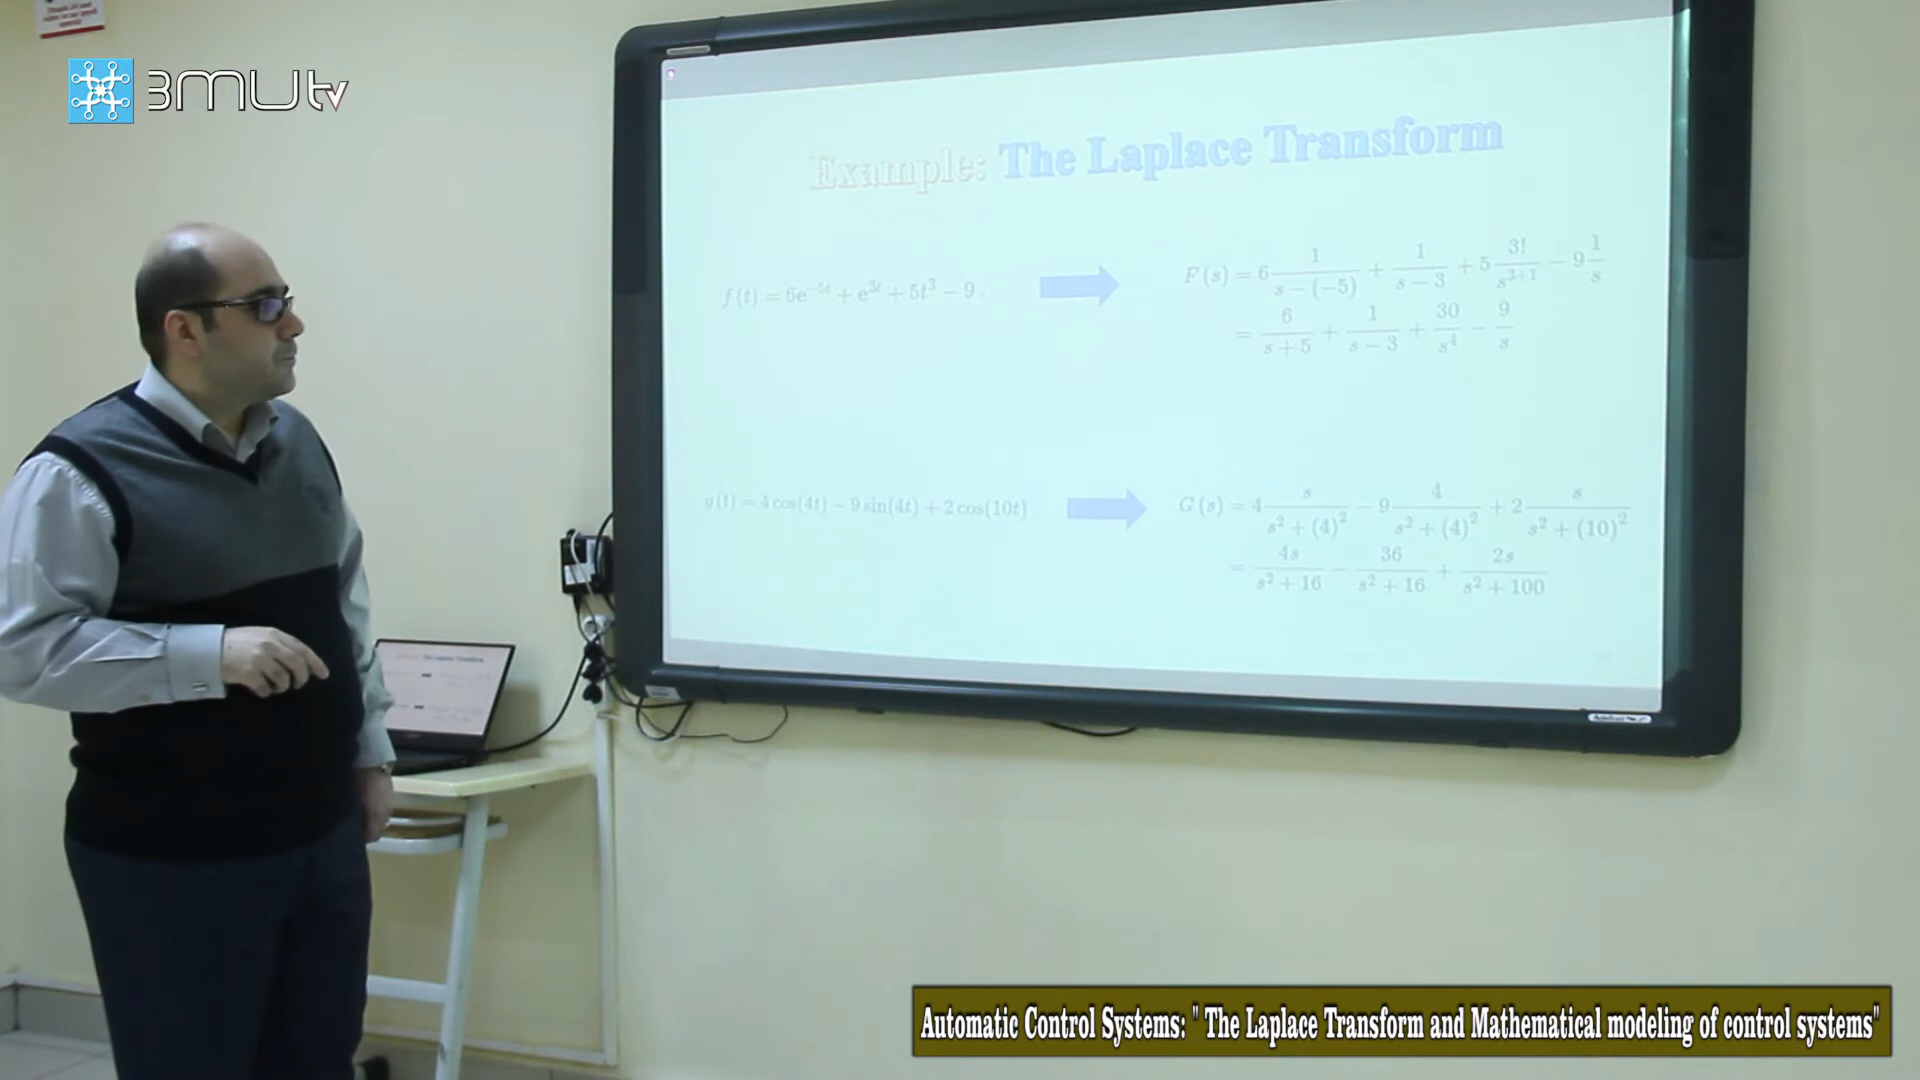 3MUtv
Example: The Laplace Transform
f(t) = 6e^{-5t} + e^{3t} + 5t^3 - 9
F(s) = 6 1/(s-(-5)) + 1/(s-3) + 5 3!/s^{3+1} - 9 1/s
= 6/(s+5) + 1/(s-3) + 30/s^4 - 9/s
g(t) = 4 cos(4t) - 9 sin(4t) + 2 cos(10t)
G(s) = 4 s/(s^2+(4)^2) - 9 4/(s^2+(4)^2) + 2 s/(s^2+(10)^2)
= 4s/(s^2+16) - 36/(s^2+16) + 2s/(s^2+100)
Automatic Control Systems: " The Laplace Transform and Mathematical modeling of control systems"